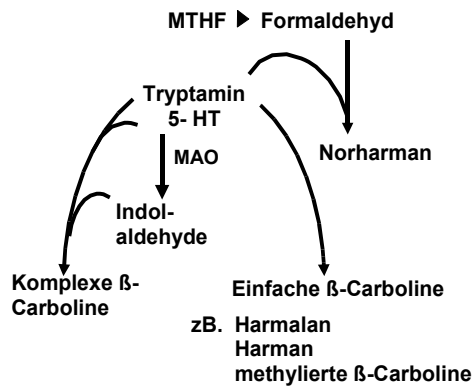 MTHF ▶ Formaldehyd
Tryptamin
5- HT
MAO
Norharman
Indol-
aldehyde
Komplexe ß-
Carboline
Einfache ß-Carboline
zB. Harmalan
Harman
methylierte ß-Carboline